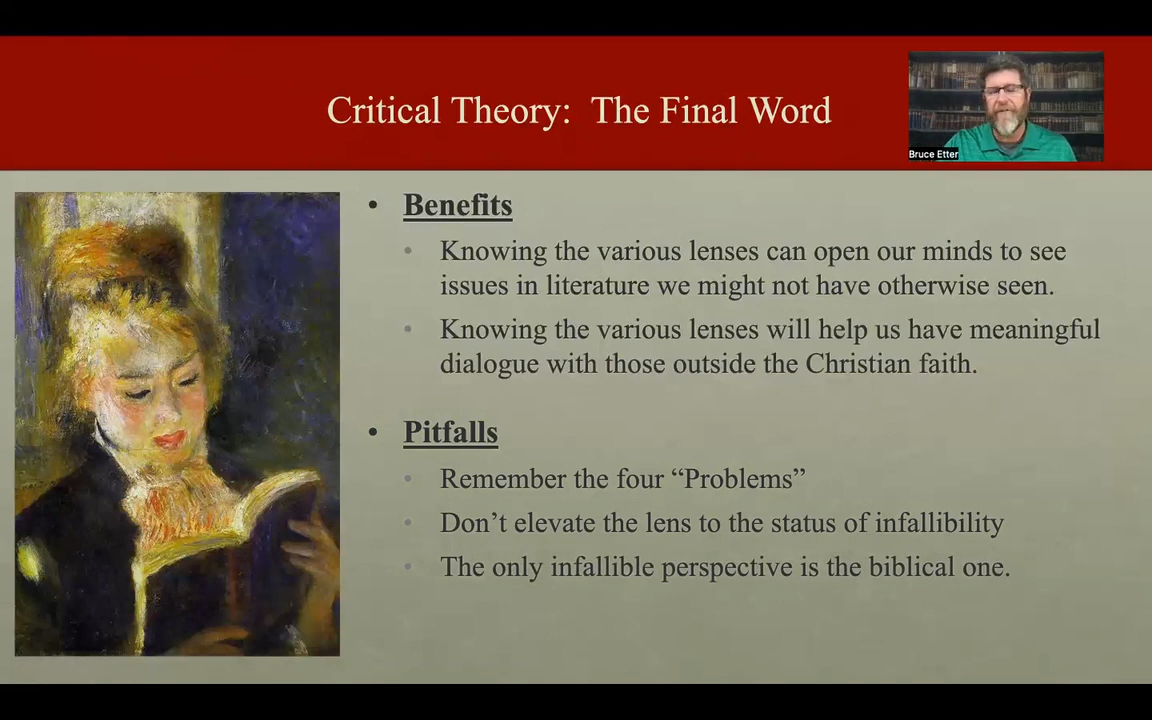 Critical Theory:  The Final Word
Bruce Etter
• Benefits
• Knowing the various lenses can open our minds to see
issues in literature we might not have otherwise seen.
• Knowing the various lenses will help us have meaningful
dialogue with those outside the Christian faith.
• Pitfalls
• Remember the four “Problems”
• Don’t elevate the lens to the status of infallibility
• The only infallible perspective is the biblical one.